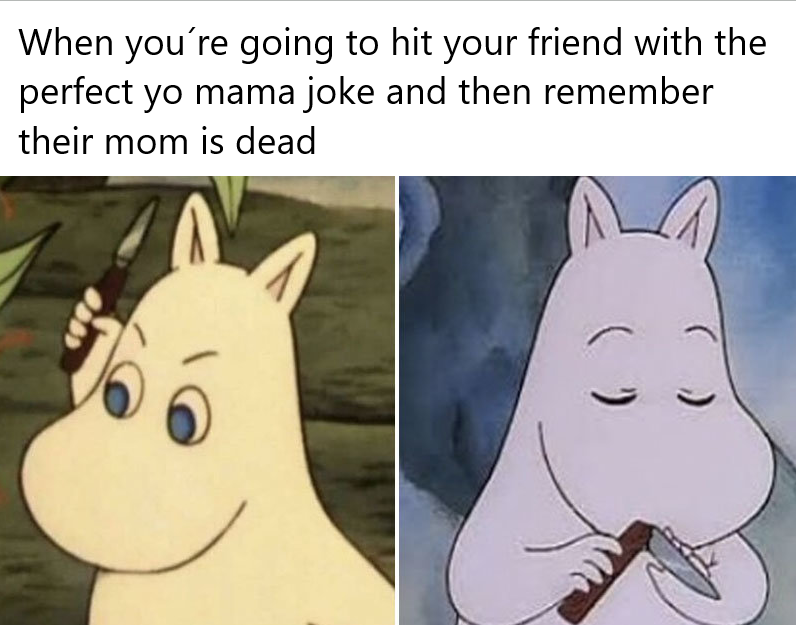 When you´re going to hit your friend with the
perfect yo mama joke and then remember
their mom is dead